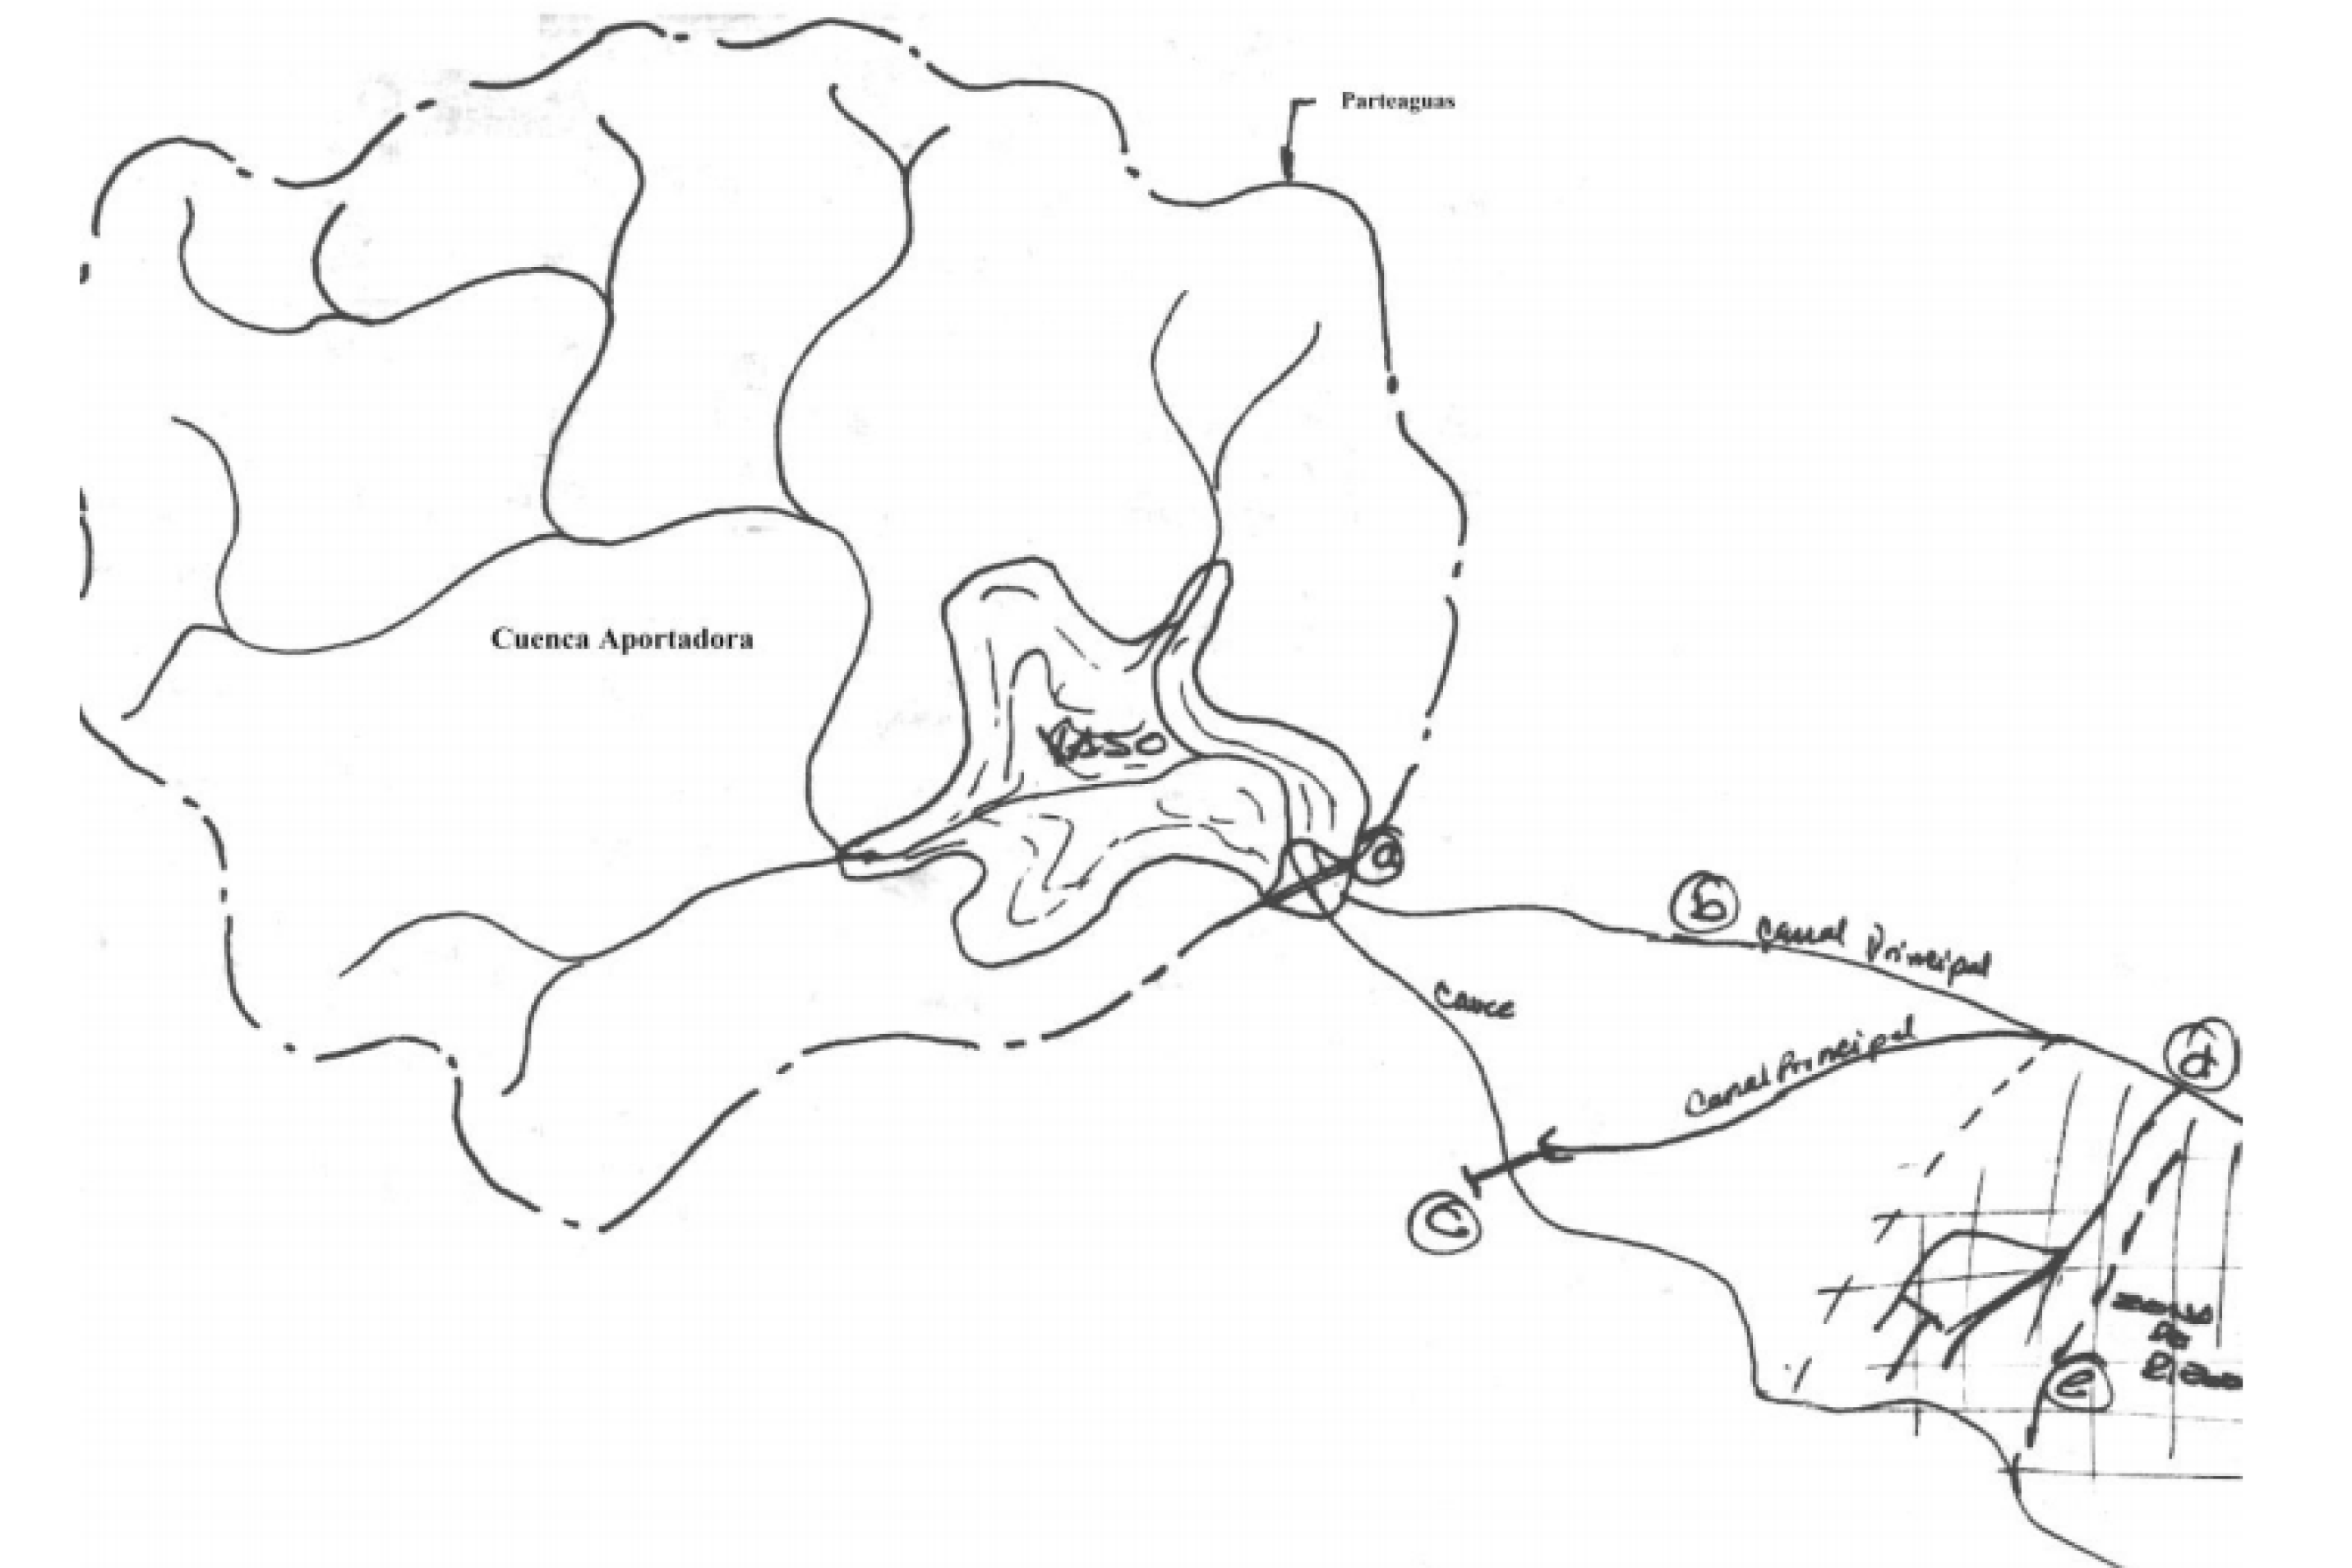 Parteaguas
Cuenca Aportadora
VASO
a
b
Canal Principal
Cauce
Canal Principal
d
C
Zona
de
Riego
e